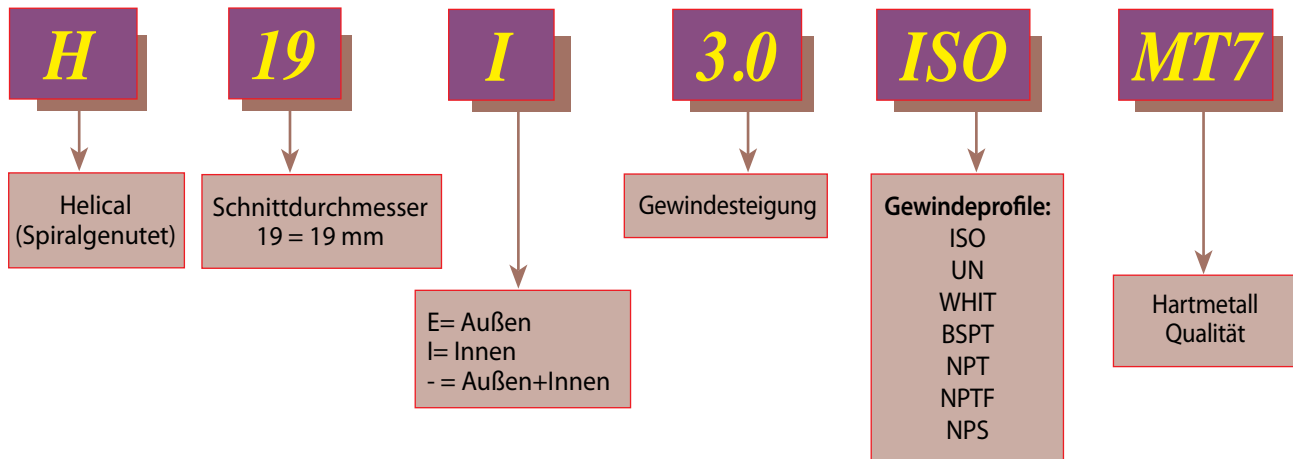 H 19 I 3.0 ISO MT7
Helical
(Spiralgenutet)
Schnittdurchmesser
19 = 19 mm
E= Außen
I= Innen
- = Außen+Innen
Gewindesteigung
Gewindeprofile:
ISO
UN
WHIT
BSPT
NPT
NPTF
NPS
Hartmetall
Qualität